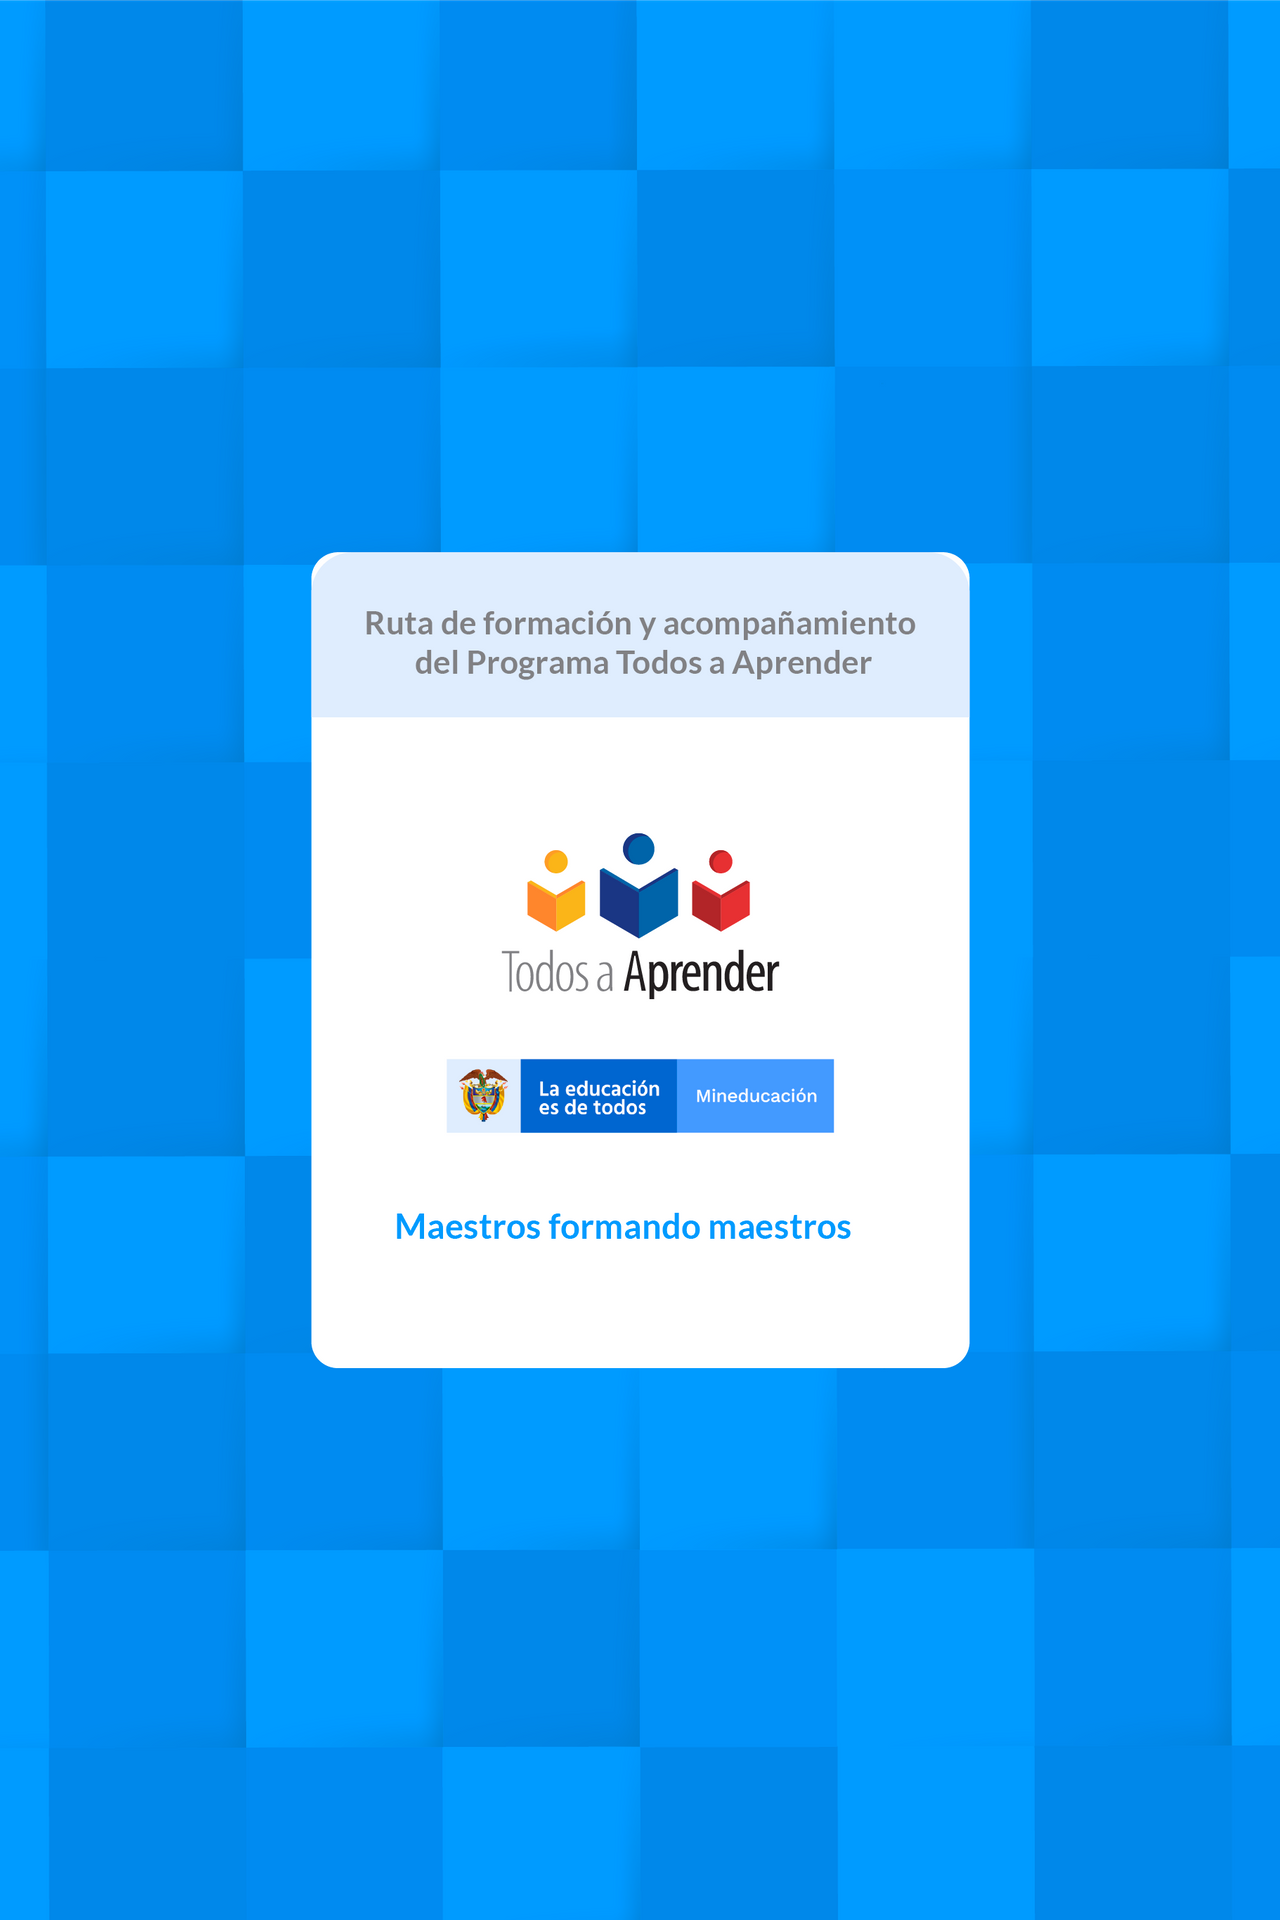 Ruta de formación y acompañamiento
del Programa Todos a Aprender
Todos a Aprender
La educación
es de todos
Mineducación
Maestros formando maestros